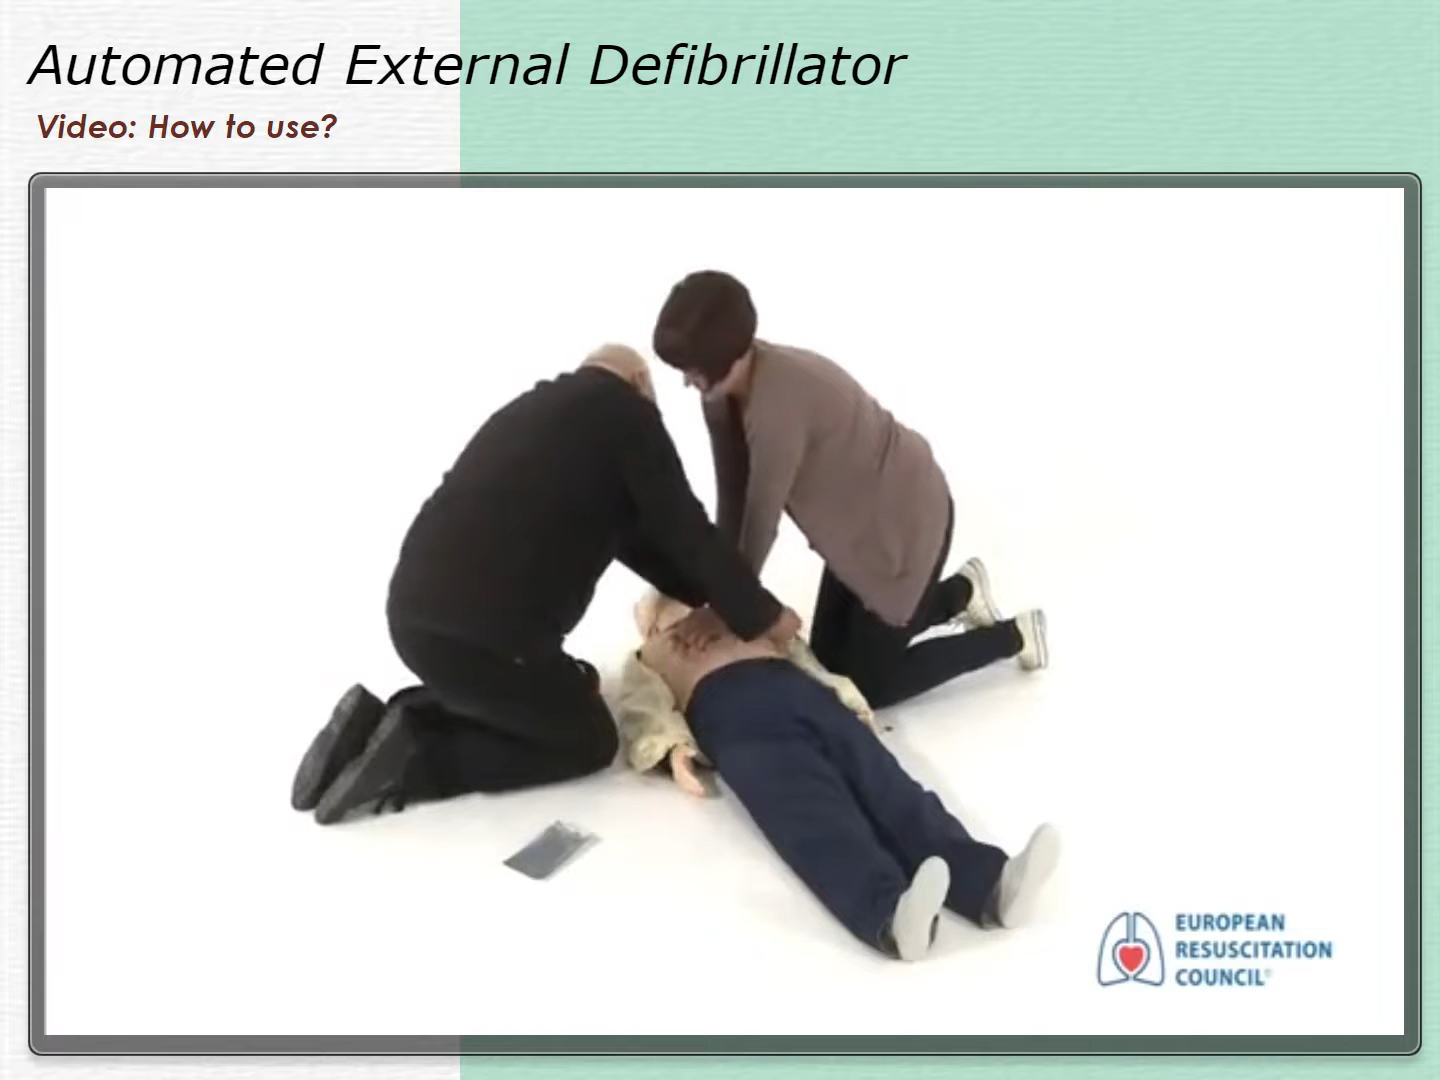 Automated External Defibrillator
Video: How to use?
EUROPEAN
RESUSCITATION
COUNCIL®